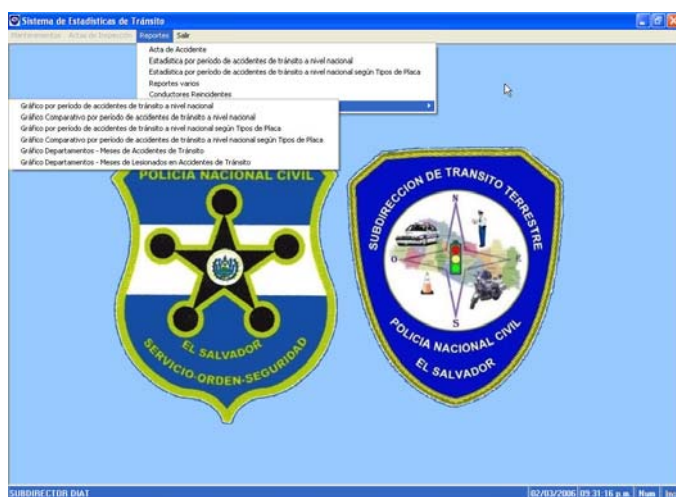 Sistema de Estadísticas de Tránsito
Mantenimientos Actas de Inspección Reportes Salir
Acta de Accidente
Estadística por período de accidentes de tránsito a nivel nacional
Estadística por período de accidentes de tránsito a nivel nacional según Tipos de Placa
Reportes varios
Conductores Reincidentes
Gráfico por período de accidentes de tránsito a nivel nacional
Gráfico Comparativo por período de accidentes de tránsito a nivel nacional
Gráfico por período de accidentes de tránsito a nivel nacional según Tipos de Placa
Gráfico Comparativo por período de accidentes de tránsito a nivel nacional según Tipos de Placa
Gráfico Departamentos - Meses de Accidentes de Tránsito
Gráfico Departamentos - Meses de Lesionados en Accidentes de Tránsito
POLICIA NACIONAL CIVIL
EL SALVADOR
SERVICIO-ORDEN-SEGURIDAD
SUBDIRECCION DE TRANSITO TERRESTRE
N
O E
S
POLICIA NACIONAL CIVIL
EL SALVADOR
SUBDIRECTOR DIAT 02/03/2006 09:31:16 p.m. Num Ins